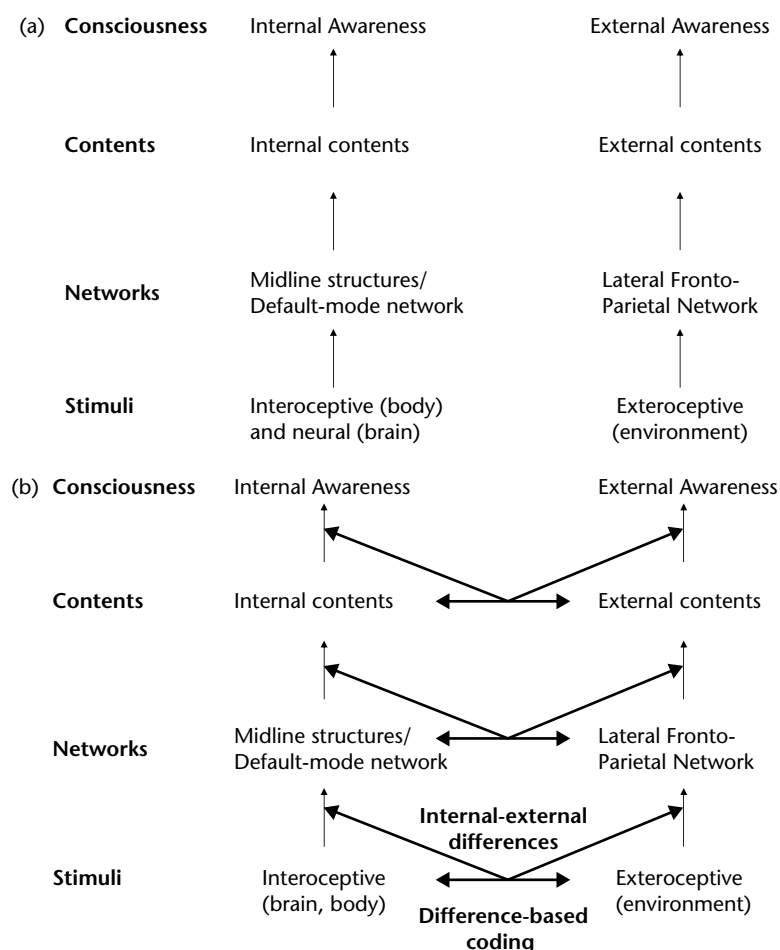 (a) Consciousness Internal Awareness External Awareness
Contents Internal contents External contents
Networks Midline structures/ Default-mode network Lateral Fronto- Parietal Network
Stimuli Interoceptive (body) and neural (brain) Exteroceptive (environment)
(b) Consciousness Internal Awareness External Awareness
Contents Internal contents External contents
Networks Midline structures/ Default-mode network Lateral Fronto- Parietal Network
Internal-external
differences
Stimuli Interoceptive (brain, body) Exteroceptive (environment)
Difference-based
coding